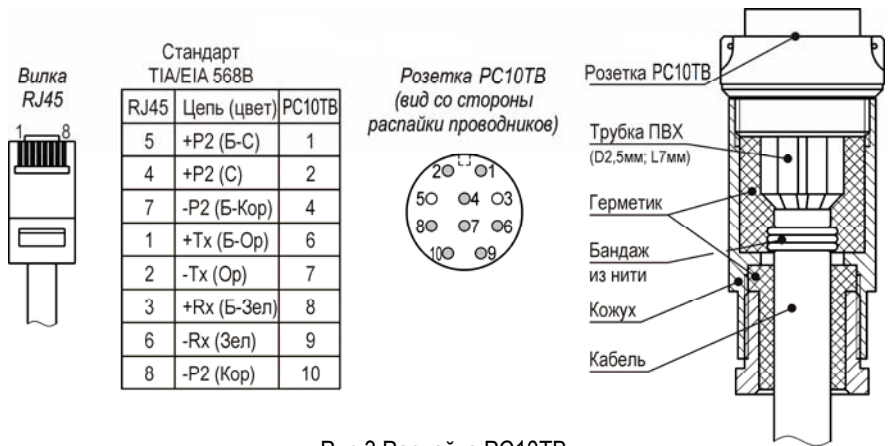 Стандарт
TIA/EIA 568B
Вилка
RJ45
1 8
RJ45 Цепь (цвет) РС10ТВ
5 +P2 (Б-С) 1
4 +P2 (С) 2
7 -P2 (Б-Кор) 4
1 +Tx (Б-Ор) 6
2 -Tx (Ор) 7
3 +Rx (Б-Зел) 8
6 -Rx (Зел) 9
8 -P2 (Кор) 10
Розетка РС10ТВ
(вид со стороны
распайки проводников)
2 1
5 4 3
8 7 6
10 9
Розетка РС10ТВ
Трубка ПВХ
(D2,5мм; L7мм)
Герметик
Бандаж
из нити
Кожух
Кабель